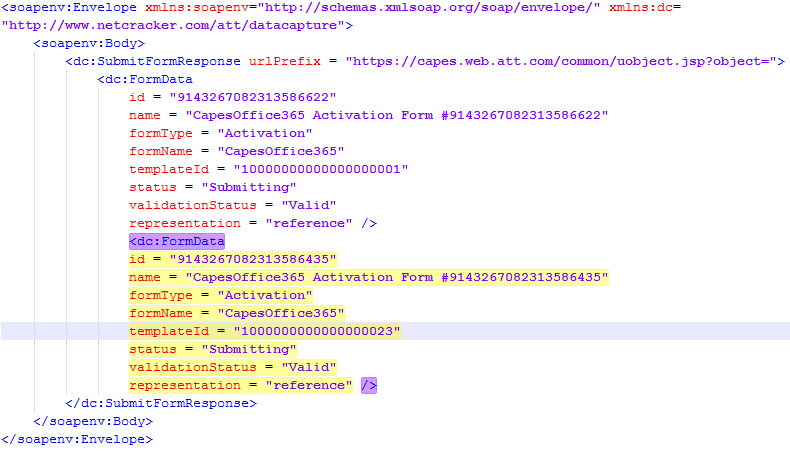 <soapenv:Envelope xmlns:soapenv="http://schemas.xmlsoap.org/soap/envelope/" xmlns:dc=
"http://www.netcracker.com/att/datacapture">
<soapenv:Body>
<dc:SubmitFormResponse urlPrefix = "https://capes.web.att.com/common/uobject.jsp?object=">
<dc:FormData
id = "9143267082313586622"
name = "CapesOffice365 Activation Form #9143267082313586622"
formType = "Activation"
formName = "CapesOffice365"
templateId = "10000000000000000001"
status = "Submitting"
validationStatus = "Valid"
representation = "reference" />
<dc:FormData
id = "9143267082313586435"
name = "CapesOffice365 Activation Form #9143267082313586435"
formType = "Activation"
formName = "CapesOffice365"
templateId = "1000000000000000023"
status = "Submitting"
validationStatus = "Valid"
representation = "reference" />
</dc:SubmitFormResponse>
</soapenv:Body>
</soapenv:Envelope>